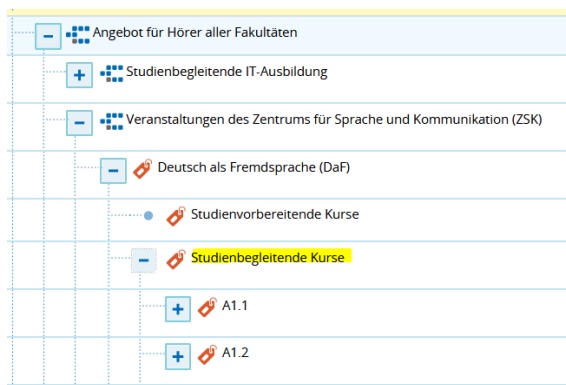 Angebot für Hörer aller Fakultäten
Studienbegleitende IT-Ausbildung
Veranstaltungen des Zentrums für Sprache und Kommunikation (ZSK)
Deutsch als Fremdsprache (DaF)
Studienvorbereitende Kurse
Studienbegleitende Kurse
A1.1
A1.2